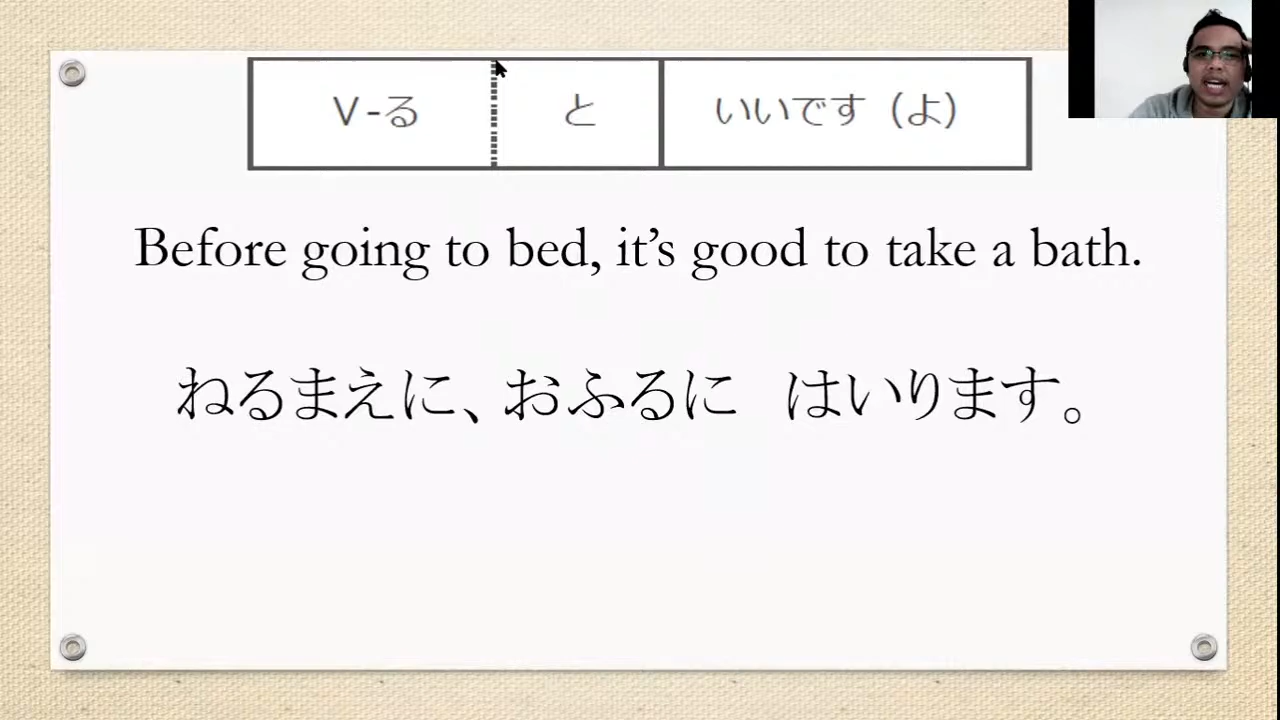 V-る と いいです（よ）
Before going to bed, it's good to take a bath.
ねるまえに、おふるに　はいります。